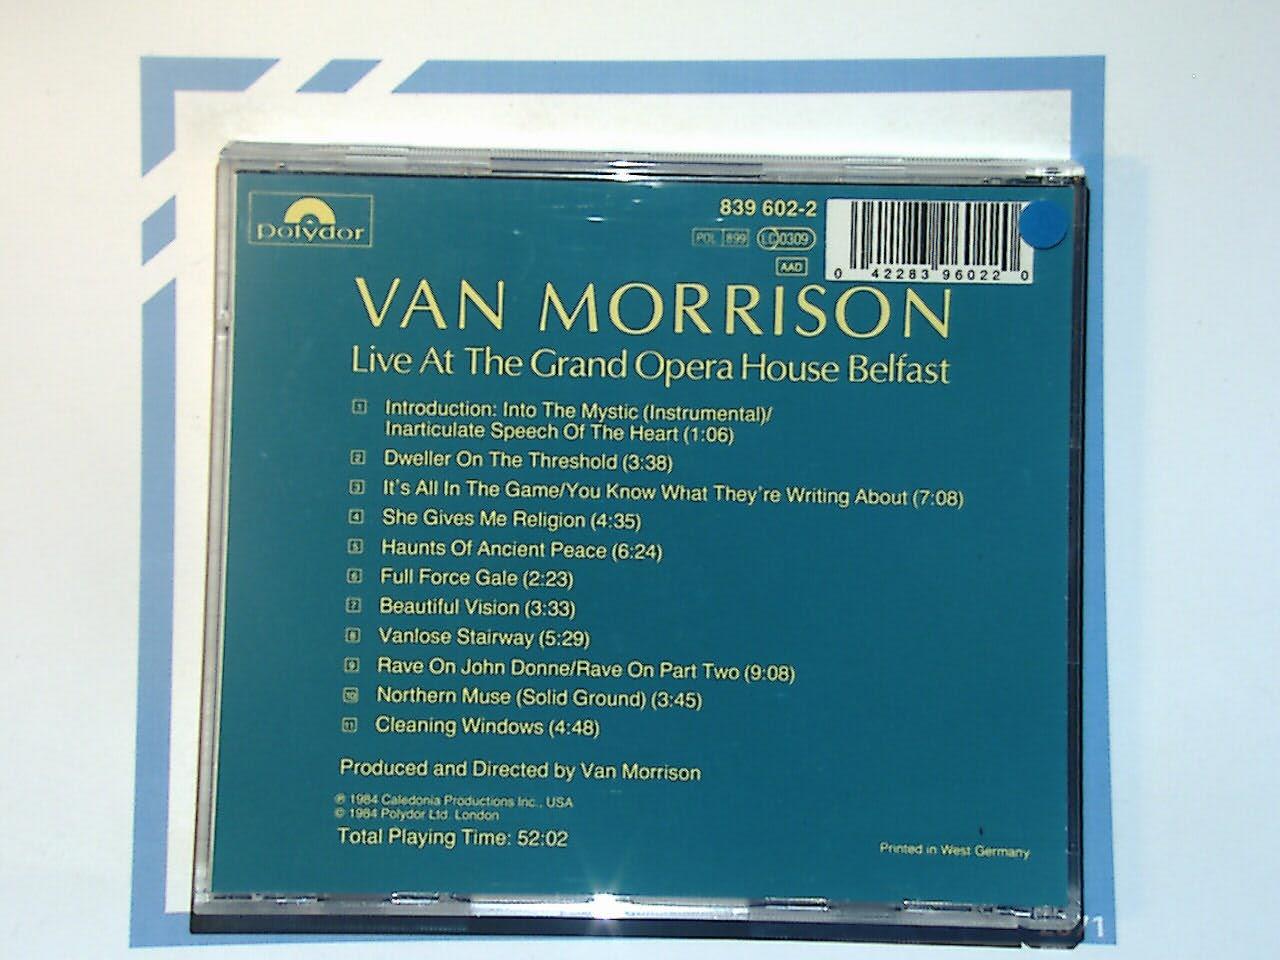 polydor
839 602-2
POL 899 LC 0309
AAD
0 42283 96022 0
VAN MORRISON
Live At The Grand Opera House Belfast
1 Introduction: Into The Mystic (Instrumental)/
Inarticulate Speech Of The Heart (1:06)
2 Dweller On The Threshold (3:38)
3 It's All In The Game/You Know What They're Writing About (7:08)
4 She Gives Me Religion (4:35)
5 Haunts Of Ancient Peace (6:24)
6 Full Force Gale (2:23)
7 Beautiful Vision (3:33)
8 Vanlose Stairway (5:29)
9 Rave On John Donne/Rave On Part Two (9:08)
10 Northern Muse (Solid Ground) (3:45)
11 Cleaning Windows (4:48)
Produced and Directed by Van Morrison
℗ 1984 Caledonia Productions Inc., USA
© 1984 Polydor Ltd. London
Total Playing Time: 52:02
Printed in West Germany